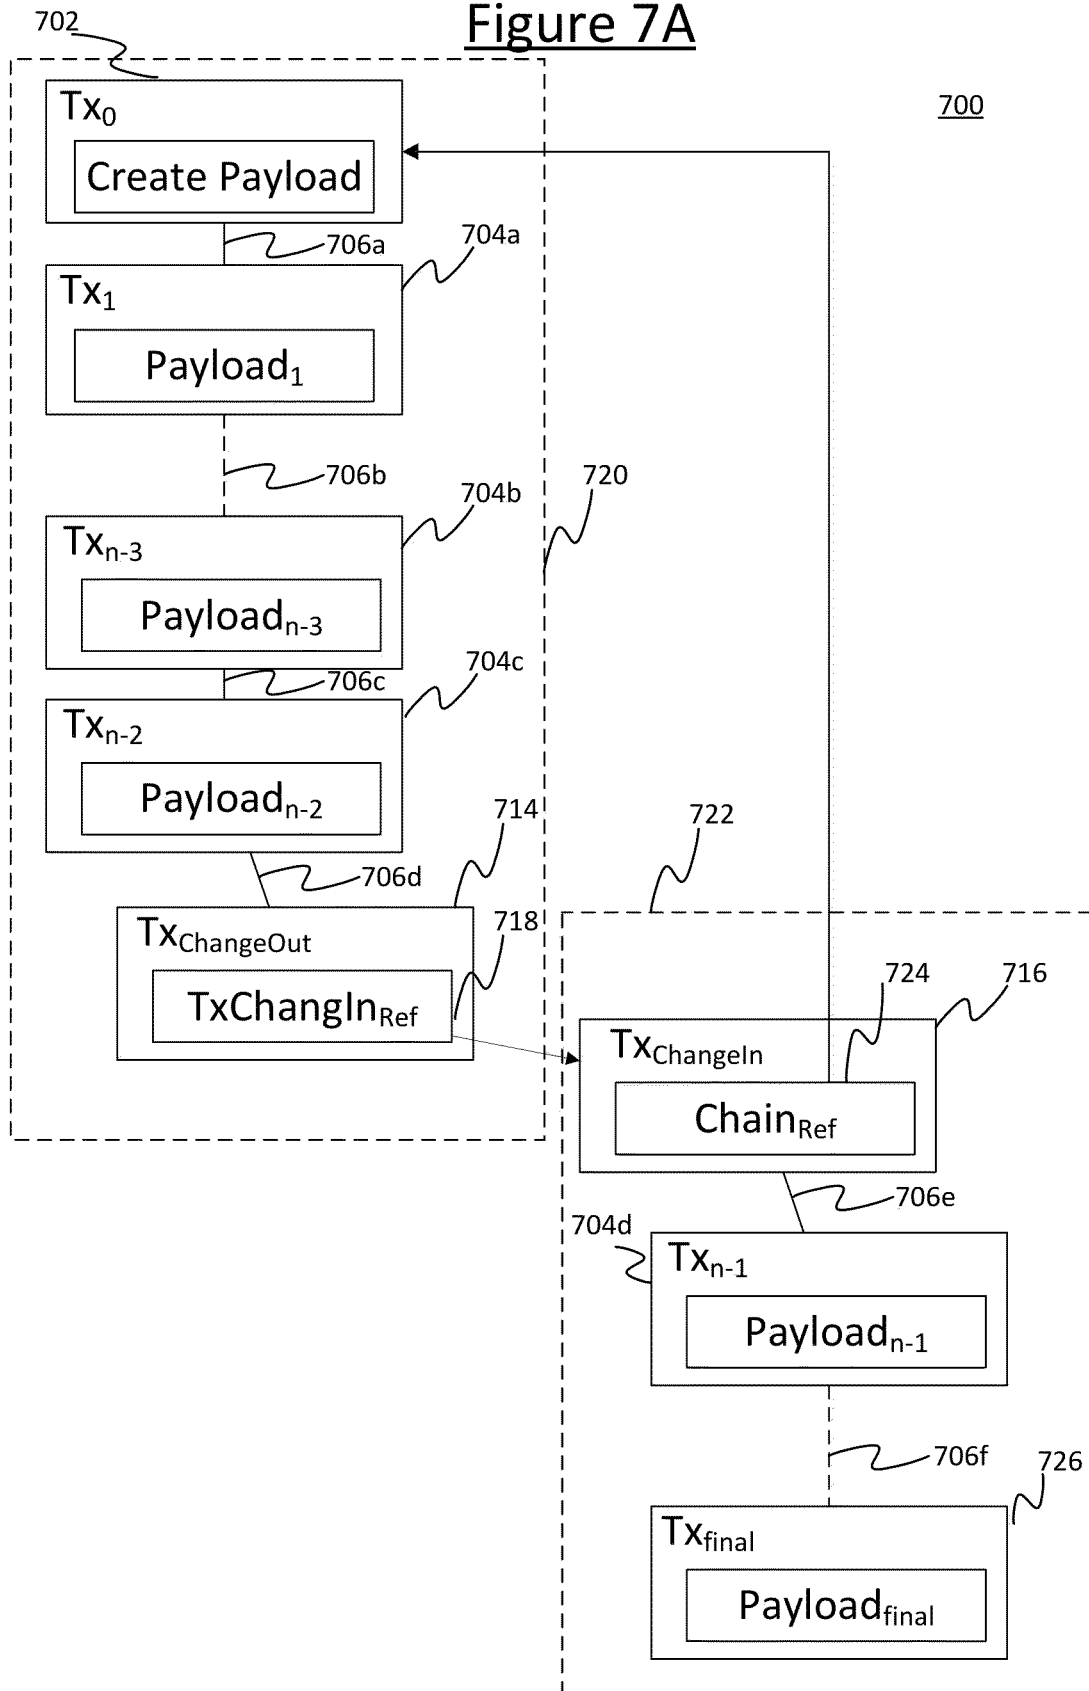 Figure 7A
702
700
Tx0
Create Payload
706a
704a
Tx1
Payload1
706b
704b
720
Txn-3
Payloadn-3
706c
704c
Txn-2
Payloadn-2
706d
714
722
TxChangeOut
718
TxChangInRef
724
716
TxChangeIn
ChainRef
706e
704d
Txn-1
Payloadn-1
706f
726
Txfinal
Payloadfinal